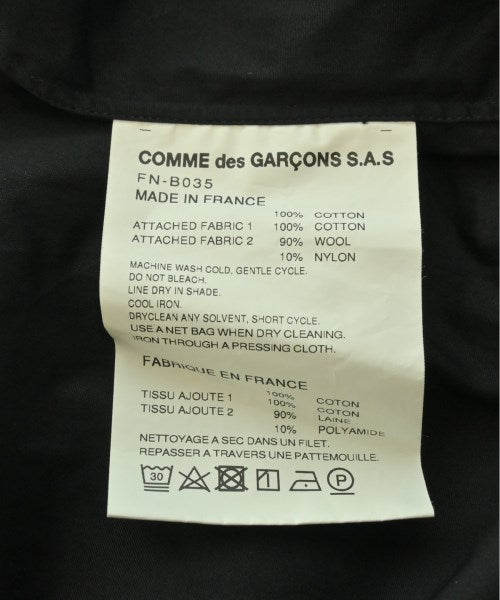 COMME des GARÇONS S.A.S
FN-B035
MADE IN FRANCE
100% COTTON
ATTACHED FABRIC 1 100% COTTON
ATTACHED FABRIC 2 90% WOOL
10% NYLON
MACHINE WASH COLD, GENTLE CYCLE.
DO NOT BLEACH.
LINE DRY IN SHADE.
COOL IRON.
DRYCLEAN ANY SOLVENT, SHORT CYCLE.
USE A NET BAG WHEN DRY CLEANING.
IRON THROUGH A PRESSING CLOTH.
FABRIQUE EN FRANCE
100% COTON
TISSU AJOUTE 1 100% COTON
TISSU AJOUTE 2 90% LAINE
10% POLYAMIDE
NETTOYAGE A SEC DANS UN FILET.
REPASSER A TRAVERS UNE PATTEMOUILLE.
30 P